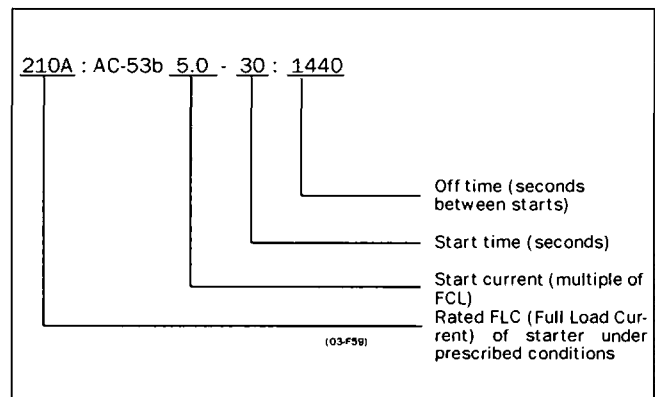 210A : AC-53b 5.0 - 30 : 1440
Off time (seconds
between starts)
Start time (seconds)
Start current (multiple of
FCL)
Rated FLC (Full Load Cur-
rent) of starter under
prescribed conditions
(03-F59)